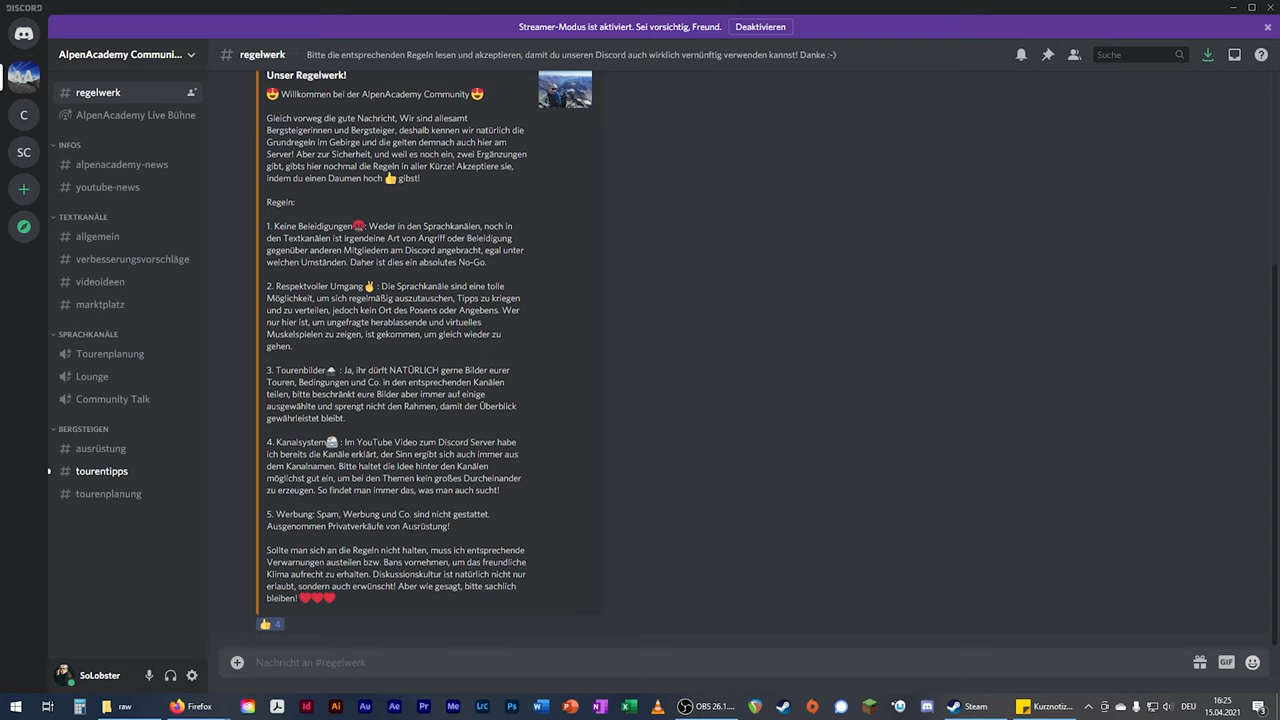 DISCORD
Streamer-Modus ist aktiviert. Sei vorsichtig, Freund.
Deaktivieren
AlpenAcademy Communi...
regelwerk
Bitte die entsprechenden Regeln lesen und akzeptieren, damit du unseren Discord auch wirklich vernünftig verwenden kannst! Danke :-)
Suche
regelwerk
AlpenAcademy Live Bühne
INFOS
alpenacademy-news
youtube-news
TEXTKANÄLE
allgemein
verbesserungsvorschläge
videoideen
marktplatz
SPRACHKANÄLE
Tourenplanung
Lounge
Community Talk
BERGSTEIGEN
ausrüstung
tourentipps
tourenplanung
C
SC
Unser Regelwerk!
😍 Willkommen bei der AlpenAcademy Community 😍
Gleich vorweg die gute Nachricht, Wir sind allesamt
Bergsteigerinnen und Bergsteiger, deshalb kennen wir natürlich die
Grundregeln im Gebirge und die gelten demnach auch hier am
Server! Aber zur Sicherheit, und weil es noch ein, zwei Ergänzungen
gibt, gibts hier nochmal die Regeln in aller Kürze! Akzeptiere sie,
indem du einen Daumen hoch 👍 gibst!
Regeln:
1. Keine Beleidigungen😡: Weder in den Sprachkanälen, noch in
den Textkanälen ist irgendeine Art von Angriff oder Beleidigung
gegenüber anderen Mitgliedern am Discord angebracht, egal unter
welchen Umständen. Daher ist dies ein absolutes No-Go.
2. Respektvoller Umgang✌ : Die Sprachkanäle sind eine tolle
Möglichkeit, um sich regelmäßig auszutauschen, Tipps zu kriegen
und zu verteilen, jedoch kein Ort des Posens oder Angebens. Wer
nur hier ist, um ungefragte herablassende und virtuelles
Muskelspielen zu zeigen, ist gekommen, um gleich wieder zu
gehen.
3. Tourenbilder🌨 : Ja, ihr dürft NATÜRLICH gerne Bilder eurer
Touren, Bedingungen und Co. in den entsprechenden Kanälen
teilen, bitte beschränkt eure Bilder aber immer auf einige
ausgewählte und sprengt nicht den Rahmen, damit der Überblick
gewährleistet bleibt.
4. Kanalsystem : Im YouTube Video zum Discord Server habe
ich bereits die Kanäle erklärt, der Sinn ergibt sich auch immer aus
dem Kanalnamen. Bitte haltet die Idee hinter den Kanälen
möglichst gut ein, um bei den Themen kein großes Durcheinander
zu erzeugen. So findet man immer das, was man auch sucht!
5. Werbung: Spam, Werbung und Co. sind nicht gestattet.
Ausgenommen Privatverkäufe von Ausrüstung!
Sollte man sich an die Regeln nicht halten, muss ich entsprechende
Verwarnungen austeilen bzw. Bans vornehmen, um das freundliche
Klima aufrecht zu erhalten. Diskussionskultur ist natürlich nicht nur
erlaubt, sondern auch erwünscht! Aber wie gesagt, bitte sachlich
bleiben! ❤❤❤
👍 4
Nachricht an #regelwerk
GIF
SoLobster
raw
Firefox
Id
Ai
Au
Ae
Pr
Me
Lrc
Ps
OBS 26.1....
Steam
Kurznotiz...
DEU
16:25
15.04.2021